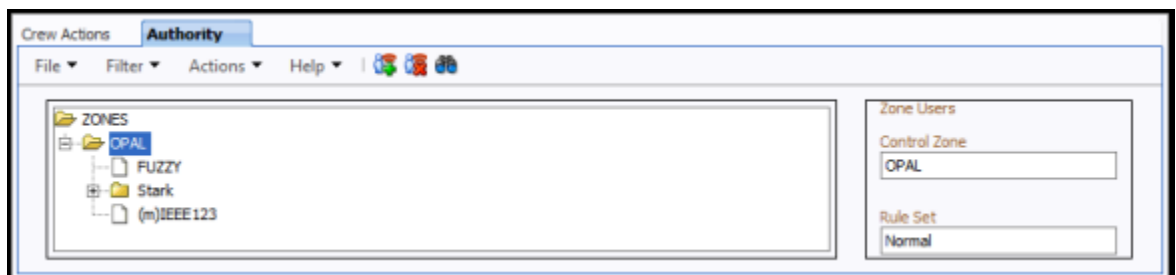 Crew Actions Authority
File Filter Actions Help
ZONES
OPAL
FUZZY
Stark
(m)IEEE123
Zone Users
Control Zone
OPAL
Rule Set
Normal